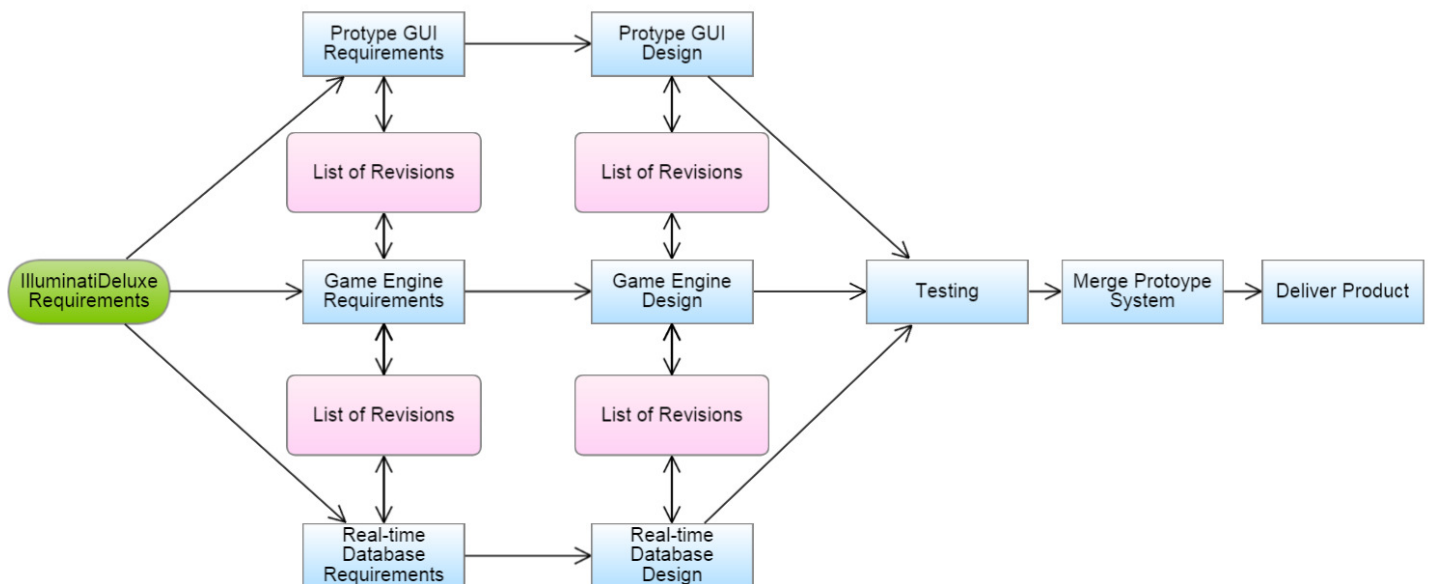 Protype GUI
Requirements
Protype GUI
Design
List of Revisions
List of Revisions
IlluminatiDeluxe
Requirements
Game Engine
Requirements
Game Engine
Design
Testing
Merge Protoype
System
Deliver Product
List of Revisions
List of Revisions
Real-time
Database
Requirements
Real-time
Database
Design